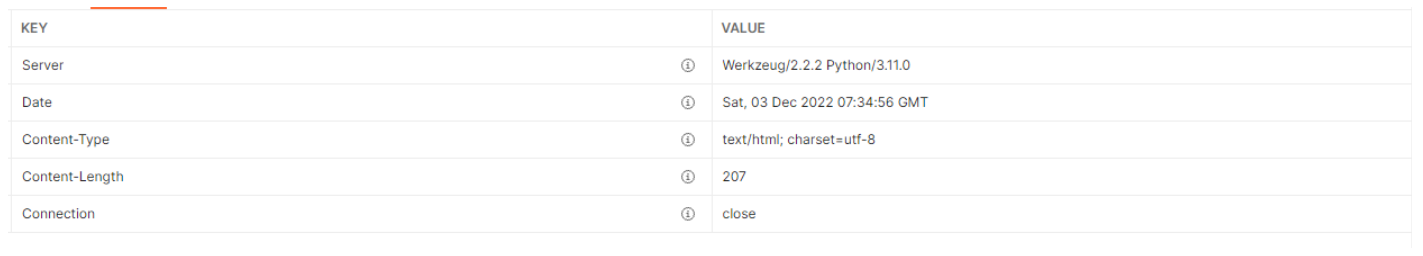 KEY VALUE
Server Werkzeug/2.2.2 Python/3.11.0
Date Sat, 03 Dec 2022 07:34:56 GMT
Content-Type text/html; charset=utf-8
Content-Length 207
Connection close